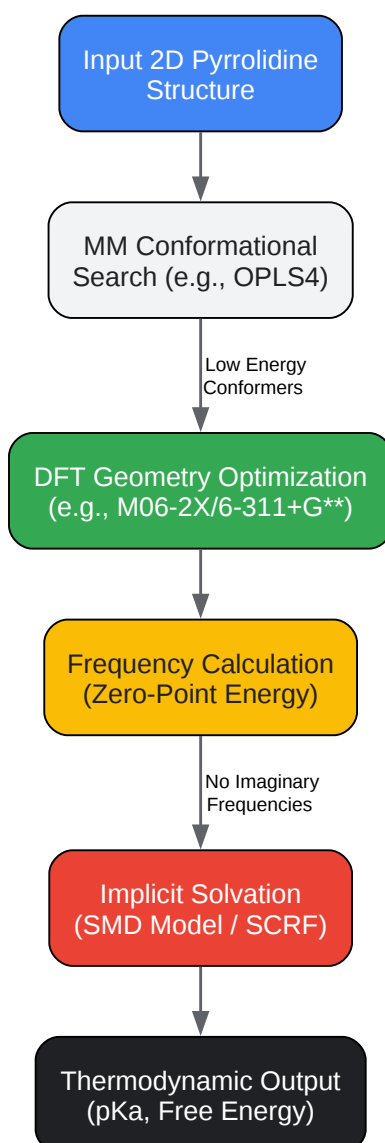 Input 2D Pyrrolidine
Structure
MM Conformational
Search (e.g., OPLS4)
Low Energy
Conformers
DFT Geometry Optimization
(e.g., M06-2X/6-311+G**)
Frequency Calculation
(Zero-Point Energy)
No Imaginary
Frequencies
Implicit Solvation
(SMD Model / SCRF)
Thermodynamic Output
(pKa, Free Energy)